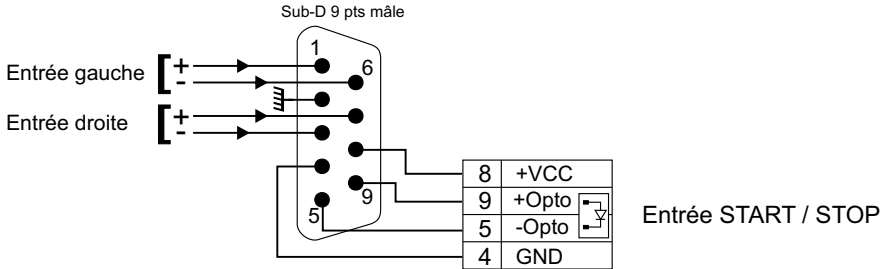 Sub-D 9 pts mâle
1
6
Entrée gauche [ + -
Entrée droite [ + -
9
5
8 +VCC
9 +Opto
5 -Opto
4 GND
Entrée START / STOP